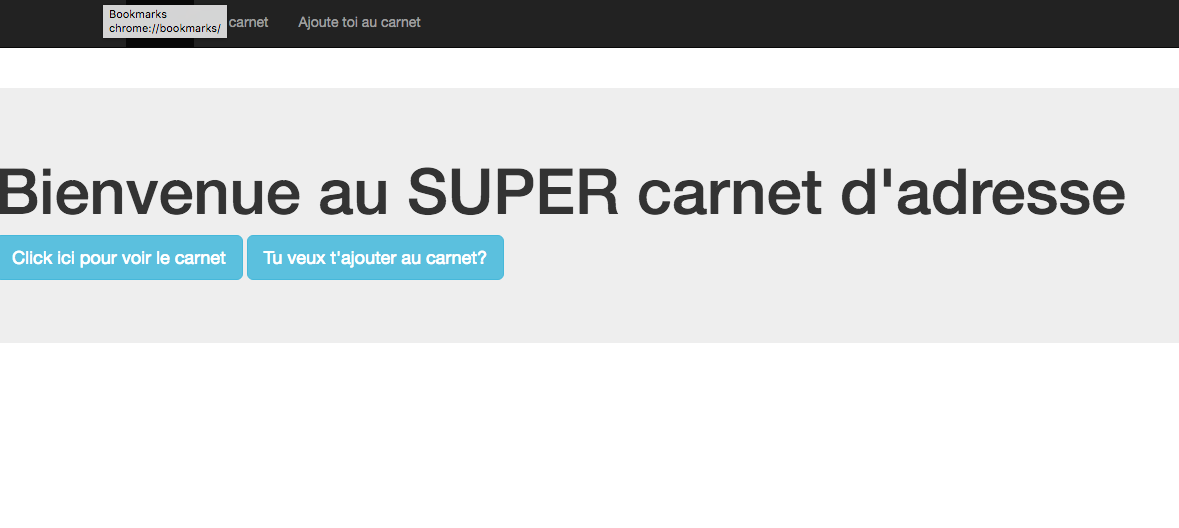 Bookmarks
chrome://bookmarks/
carnet
Ajoute toi au carnet
Bienvenue au SUPER carnet d'adresse
Click ici pour voir le carnet
Tu veux t'ajouter au carnet?